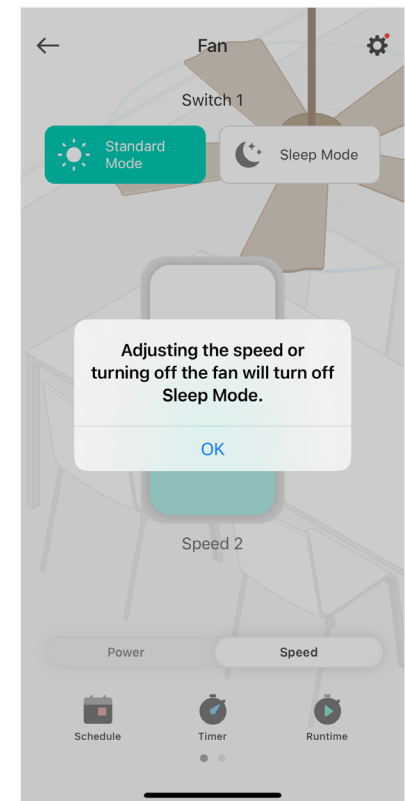 Fan
Switch 1
Standard
Mode
Sleep Mode
Adjusting the speed or
turning off the fan will turn off
Sleep Mode.
OK
Speed 2
Power
Speed
Schedule
Timer
Runtime